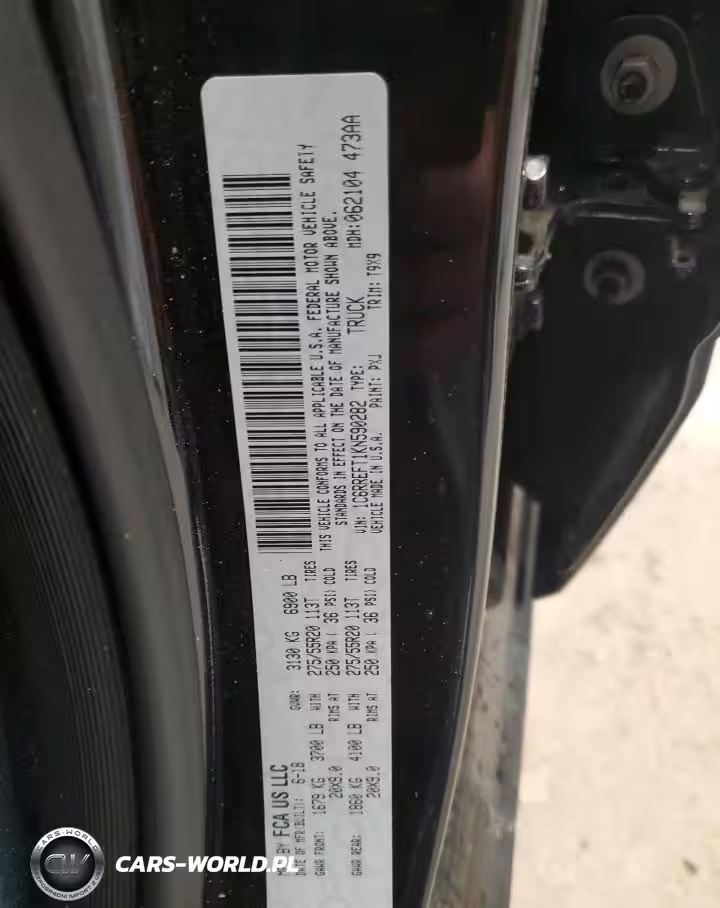 MFD BY FCA US LLC
DATE OF MFR(BUILT): 6-18 GVWR: 3130 KG 6900 LB
GAWR FRONT: 1679 KG 3700 LB WITH 275/55R20 113T TIRES
20X9.0 RIMS AT 250 KPA ( 36 PSI) COLD
GAWR REAR: 1860 KG 4100 LB WITH 275/55R20 113T TIRES
20X9.0 RIMS AT 250 KPA ( 36 PSI) COLD
THIS VEHICLE CONFORMS TO ALL APPLICABLE U.S.A. FEDERAL MOTOR VEHICLE SAFETY
STANDARDS IN EFFECT ON THE DATE OF MANUFACTURE SHOWN ABOVE.
VIN: 1C6RREFT1KN590282 TYPE: TRUCK MDH:062104 473AA
VEHICLE MADE IN U.S.A. PAINT: PXJ TRIM: T9X9
CARS-WORLD
CW
CARS-WORLD.PL